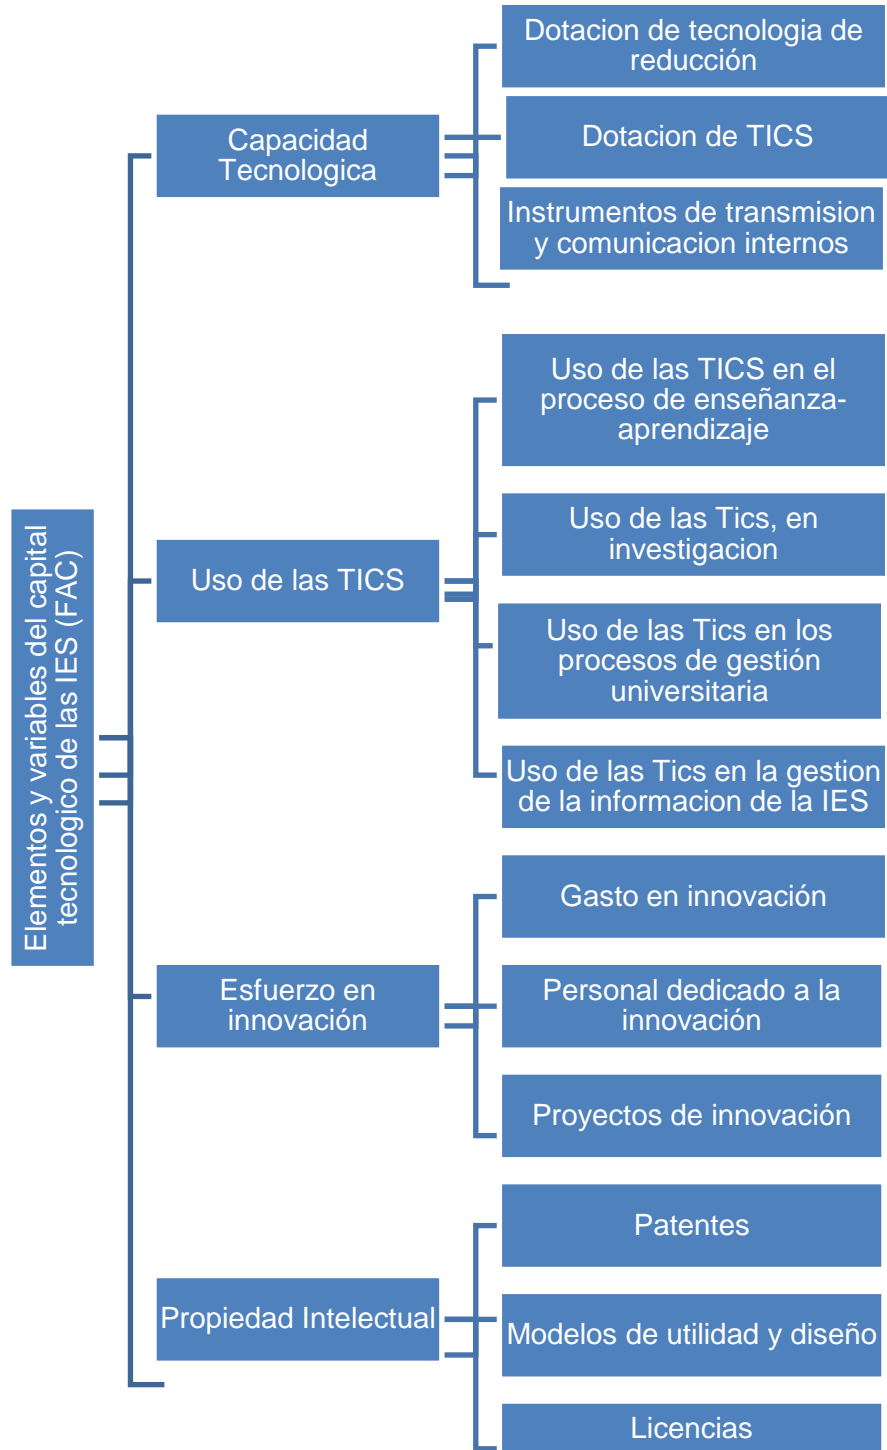 Elementos y variables del capital
tecnologico de las IES (FAC)
Capacidad
Tecnologica
Dotacion de tecnologia de
reducción
Dotacion de TICS
Instrumentos de transmision
y comunicacion internos
Uso de las TICS
Uso de las TICS en el
proceso de enseñanza-
aprendizaje
Uso de las Tics, en
investigacion
Uso de las Tics en los
procesos de gestión
universitaria
Uso de las Tics en la gestion
de la informacion de la IES
Esfuerzo en
innovación
Gasto en innovación
Personal dedicado a la
innovación
Proyectos de innovación
Propiedad Intelectual
Patentes
Modelos de utilidad y diseño
Licencias